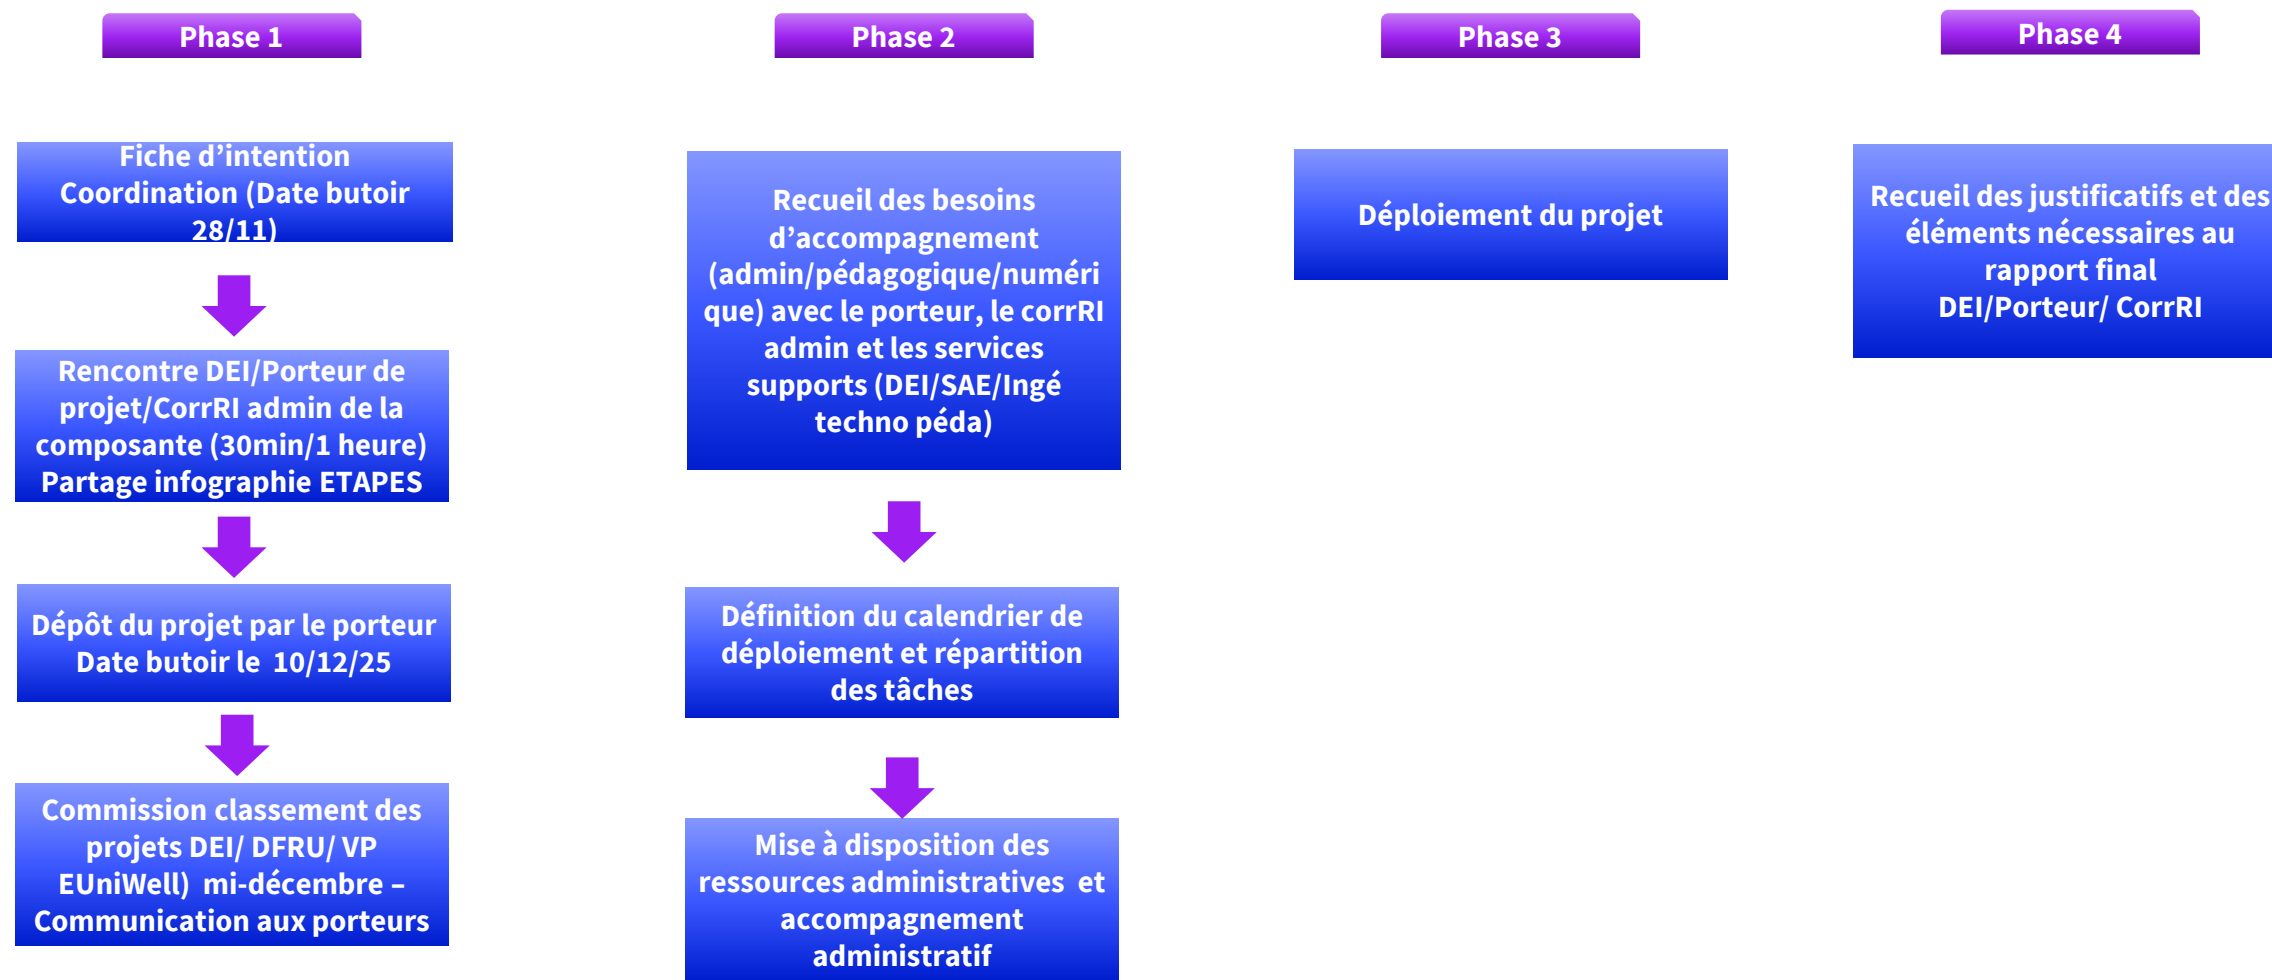 Phase 1
Fiche d’intention
Coordination (Date butoir
28/11)
Rencontre DEI/Porteur de
projet/CorrRI admin de la
composante (30min/1 heure)
Partage infographie ETAPES
Dépôt du projet par le porteur
Date butoir le  10/12/25
Commission classement des
projets DEI/ DFRU/ VP
EUniWell)  mi-décembre –
Communication aux porteurs
Phase 2
Recueil des besoins
d’accompagnement
(admin/pédagogique/numéri
que) avec le porteur, le corrRI
admin et les services
supports (DEI/SAE/Ingé
techno péda)
Définition du calendrier de
déploiement et répartition
des tâches
Mise à disposition des
ressources administratives  et
accompagnement
administratif
Phase 3
Déploiement du projet
Phase 4
Recueil des justificatifs et des
éléments nécessaires au
rapport final
DEI/Porteur/ CorrRI